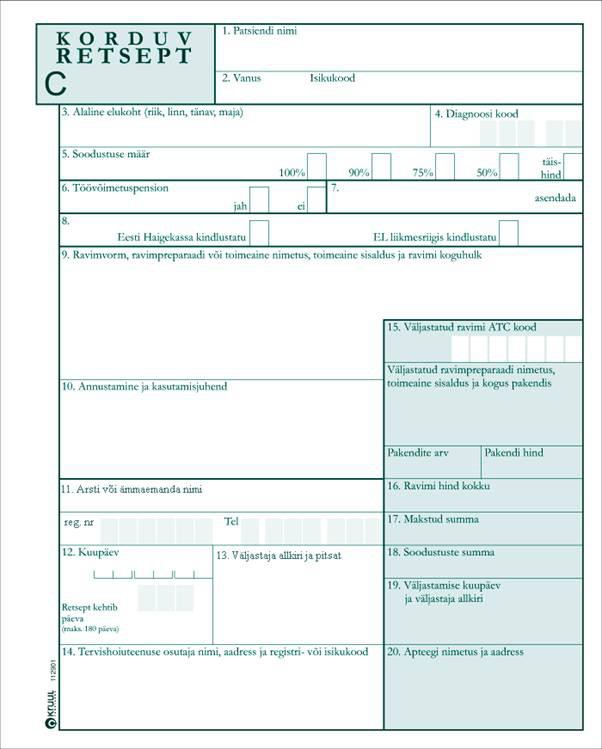 KORDUV
RETSEPT
C
1. Patsiendi nimi
2. Vanus Isikukood
3. Alaline elukoht (riik, linn, tänav, maja)
4. Diagnoosi kood
5. Soodustuse määr
100% 90% 75% 50% täis-
hind
6. Töövõimetuspension
jah ei
7.
asendada
8.
Eesti Haigekassa kindlustatu EL liikmesriigis kindlustatu
9. Ravimvorm, ravimpreparaadi või toimeaine nimetus, toimeaine sisaldus ja ravimi koguhulk
15. Väljastatud ravimi ATC kood
Väljastatud ravimpreparaadi nimetus,
toimeaine sisaldus ja kogus pakendis
10. Annustamine ja kasutamisjuhend
Pakendite arv Pakendi hind
11. Arsti või ämmaemanda nimi
16. Ravimi hind kokku
reg. nr Tel
17. Makstud summa
12. Kuupäev
13. Väljastaja allkiri ja pitsat
18. Soodustuste summa
19. Väljastamise kuupäev
ja väljastaja allkiri
Retsept kehtib
päeva
(maks. 180 päeva)
14. Tervishoiuteenuse osutaja nimi, aadress ja registri- või isikukood
20. Apteegi nimetus ja aadress
112901
KRUUL